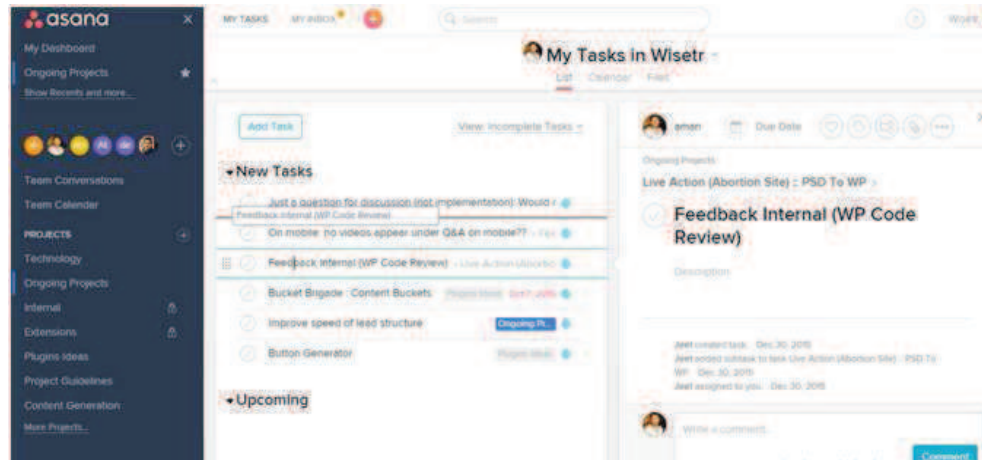 asana
My Dashboard
Ongoing Projects
Show Recents and more...
Team Conversations
Team Calendar
PROJECTS
Technology
Ongoing Projects
Internal
Extensions
Plugins Ideas
Project Guidelines
Content Generation
More Projects...
MY TASKS MY INBOX
Search
My Tasks in Wisetr
List Calendar Files
Add Task View: Incomplete Tasks
New Tasks
Just a question for discussion (not implementation): Would r
Feedback Internal (WP Code Review)
On mobile: no videos appear under Q&A on mobile??
Feedback Internal (WP Code Review) Live Action (Abortio
Bucket Brigade : Content Buckets Plugins Ideas Oct 7, 2015
Improve speed of lead structure Ongoing Pr...
Button Generator Plugins Ideas
Upcoming
aman Due Date
Ongoing Projects
Live Action (Abortion Site) :: PSD To WP
Feedback Internal (WP Code
Review)
Description
Jeet created task. Dec 30, 2015
Jeet added subtask to task Live Action (Abortion Site) : PSD To
WP Dec 30, 2015
Jeet assigned to you. Dec 30, 2015
Write a comment...
Comment